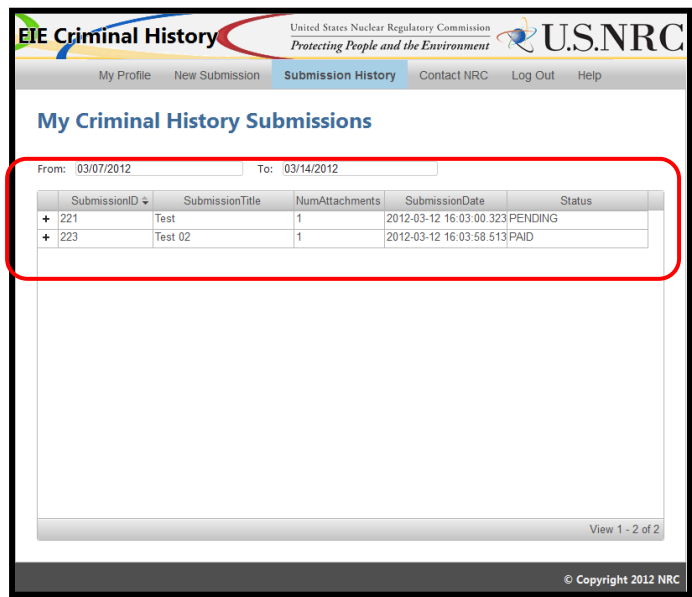 EIE Criminal History
United States Nuclear Regulatory Commission
Protecting People and the Environment
U.S.NRC
My Profile New Submission Submission History Contact NRC Log Out Help
My Criminal History Submissions
From: 03/07/2012 To: 03/14/2012
SubmissionID SubmissionTitle NumAttachments SubmissionDate Status
+ 221 Test 1 2012-03-12 16:03:00.323 PENDING
+ 223 Test 02 1 2012-03-12 16:03:58.513 PAID
View 1 - 2 of 2
© Copyright 2012 NRC